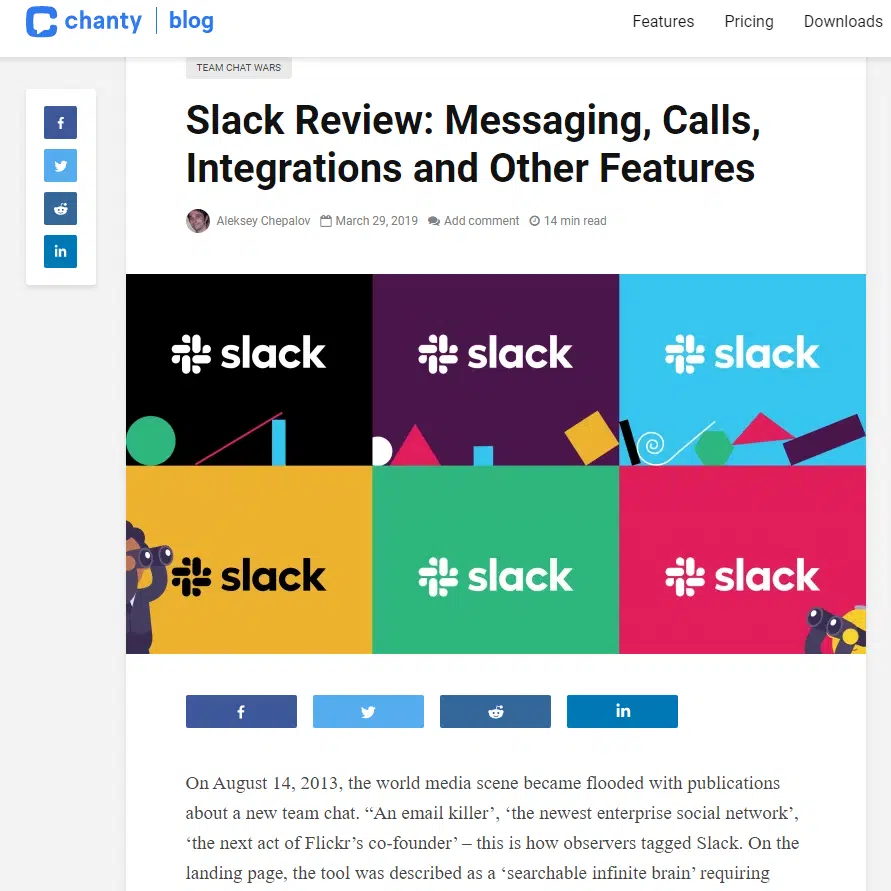 chanty | blog
Features
Pricing
Downloads
TEAM CHAT WARS
Slack Review: Messaging, Calls,
Integrations and Other Features
Aleksey Chepalov
March 29, 2019
Add comment
14 min read
slack
slack
slack
slack
slack
slack
On August 14, 2013, the world media scene became flooded with publications
about a new team chat. “An email killer’, ‘the newest enterprise social network’,
‘the next act of Flickr’s co-founder’ – this is how observers tagged Slack. On the
landing page, the tool was described as a ‘searchable infinite brain’ requiring